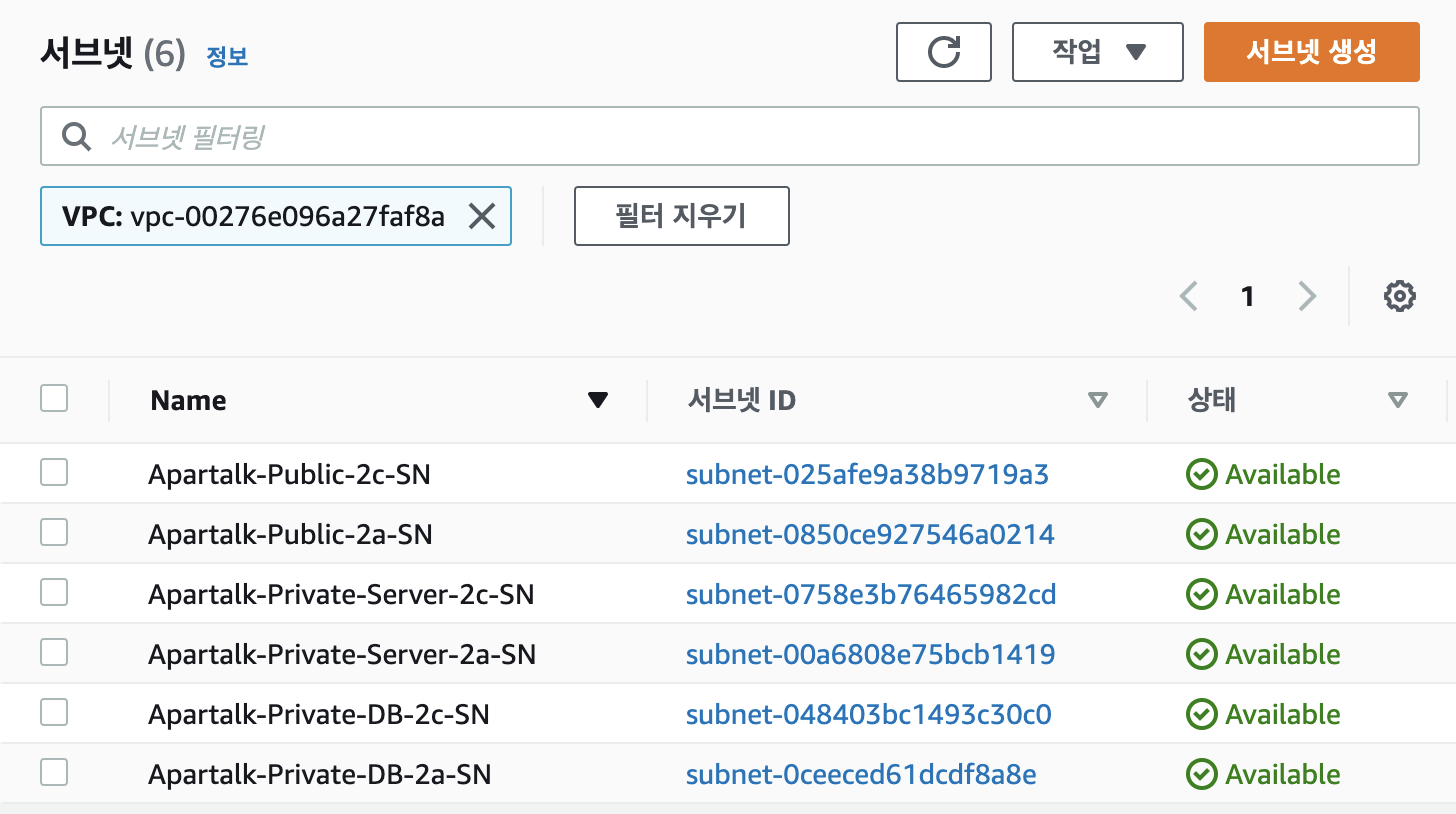 서브넷 (6) 정보 작업 서브넷 생성
서브넷 필터링
VPC: vpc-00276e096a27faf8a 필터 지우기
1
Name 서브넷 ID 상태
Apartalk-Public-2c-SN subnet-025afe9a38b9719a3 Available
Apartalk-Public-2a-SN subnet-0850ce927546a0214 Available
Apartalk-Private-Server-2c-SN subnet-0758e3b76465982cd Available
Apartalk-Private-Server-2a-SN subnet-00a6808e75bcb1419 Available
Apartalk-Private-DB-2c-SN subnet-048403bc1493c30c0 Available
Apartalk-Private-DB-2a-SN subnet-0ceeced61dcdf8a8e Available